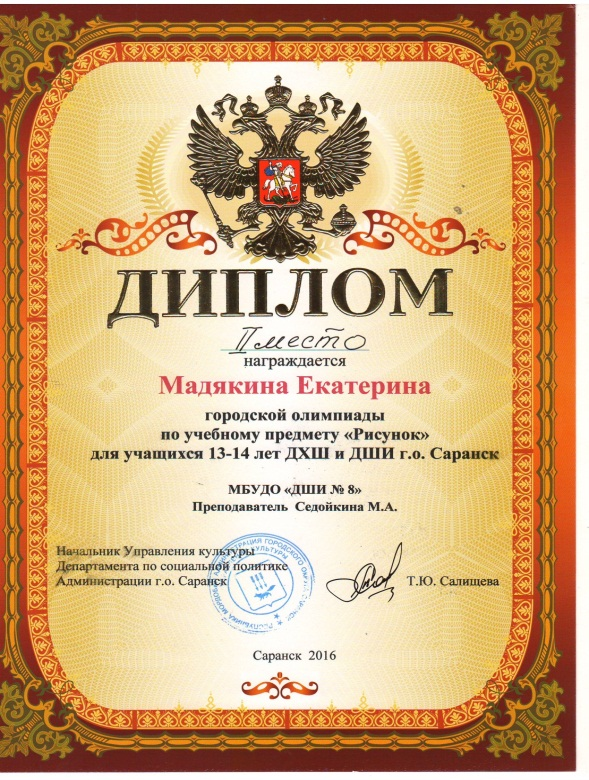 ДИПЛОМ
II место
награждается
Мадякина Екатерина
городской олимпиады
по учебному предмету «Рисунок»
для учащихся 13-14 лет ДХШ и ДШИ г.о. Саранск
МБУДО «ДШИ № 8»
Преподаватель Седойкина М.А.
Начальник Управления культуры
Департамента по социальной политике
Администрации г.о. Саранск
Т.Ю. Салищева
Саранск 2016